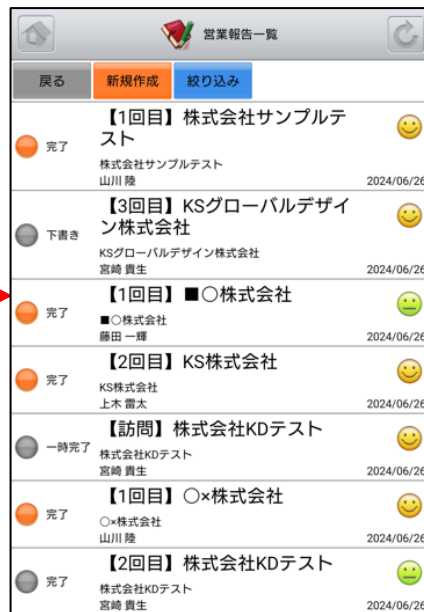 営業報告一覧
戻る 新規作成 絞り込み
【1回目】株式会社サンプルテ
スト
完了
株式会社サンプルテスト
山川 陸 2024/06/26
【3回目】KSグローバルデザイ
ン株式会社
下書き
KSグローバルデザイン株式会社
宮崎 貴生 2024/06/26
【1回目】■○株式会社
完了
■○株式会社
藤田 一輝 2024/06/26
【2回目】KS株式会社
完了
KS株式会社
上木 雷太 2024/06/26
【訪問】株式会社KDテスト
一時完了
株式会社KDテスト
宮崎 貴生 2024/06/26
【1回目】○×株式会社
完了
○×株式会社
山川 陸 2024/06/26
【2回目】株式会社KDテスト
完了
株式会社KDテスト
宮崎 貴生 2024/06/26